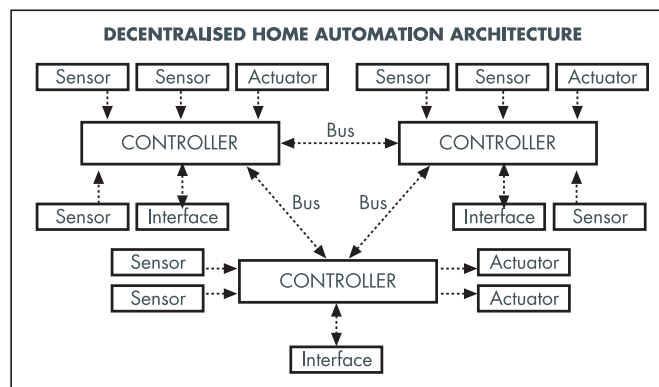 DECENTRALISED HOME AUTOMATION ARCHITECTURE
Sensor Sensor Actuator Sensor Sensor Actuator
Bus
CONTROLLER CONTROLLER
Bus Bus
Sensor Interface Interface Sensor
Sensor Actuator
CONTROLLER
Sensor Actuator
Interface